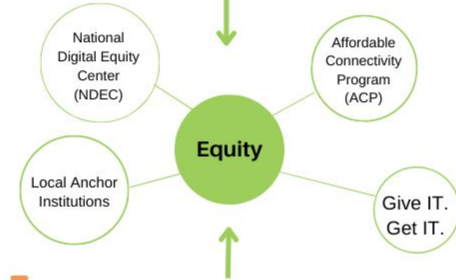 National
Digital Equity
Center
(NDEC)
Affordable
Connectivity
Program
(ACP)
Equity
Local Anchor
Institutions
Give IT.
Get IT.